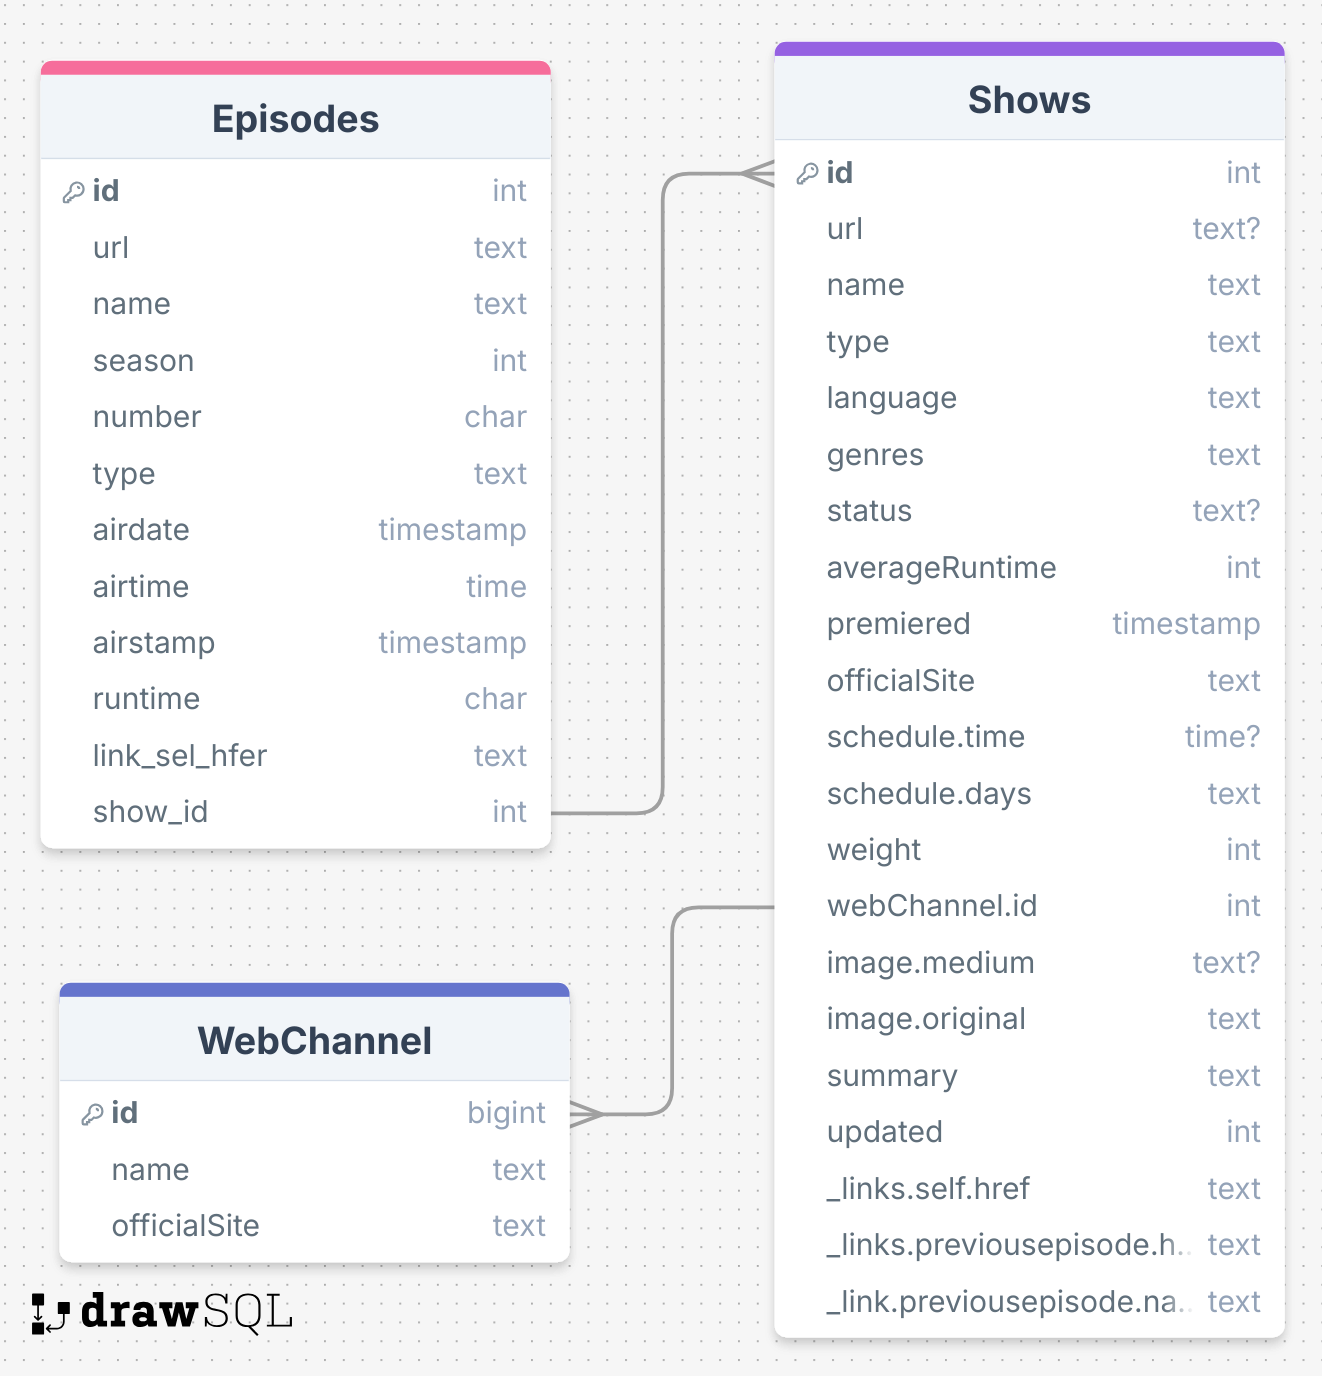 Episodes
id int
url text
name text
season int
number char
type text
airdate timestamp
airtime time
airstamp timestamp
runtime char
link_sel_hfer text
show_id int
Shows
id int
url text?
name text
type text
language text
genres text
status text?
averageRuntime int
premiered timestamp
officialSite text
schedule.time time?
schedule.days text
weight int
webChannel.id int
image.medium text?
image.original text
summary text
updated int
_links.self.href text
_links.previousepisode.h.. text
_link.previousepisode.na.. text
WebChannel
id bigint
name text
officialSite text
drawSQL